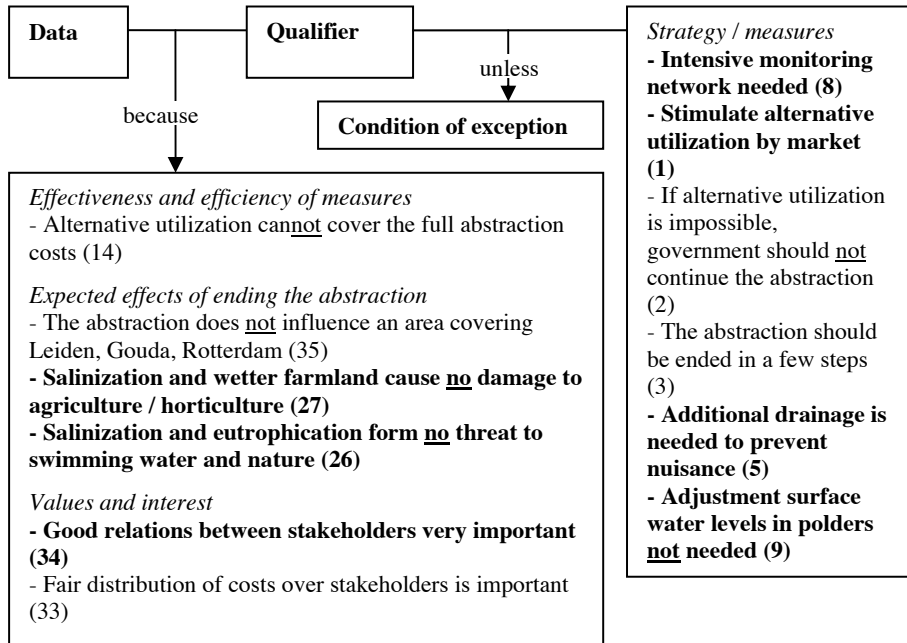 Data
Qualifier
because
unless
Condition of exception
Effectiveness and efficiency of measures
- Alternative utilization cannot cover the full abstraction
costs (14)
Expected effects of ending the abstraction
- The abstraction does not influence an area covering
Leiden, Gouda, Rotterdam (35)
- Salinization and wetter farmland cause no damage to
agriculture / horticulture (27)
- Salinization and eutrophication form no threat to
swimming water and nature (26)
Values and interest
- Good relations between stakeholders very important
(34)
- Fair distribution of costs over stakeholders is important
(33)
Strategy / measures
- Intensive monitoring
network needed (8)
- Stimulate alternative
utilization by market
(1)
- If alternative utilization
is impossible,
government should not
continue the abstraction
(2)
- The abstraction should
be ended in a few steps
(3)
- Additional drainage is
needed to prevent
nuisance (5)
- Adjustment surface
water levels in polders
not needed (9)